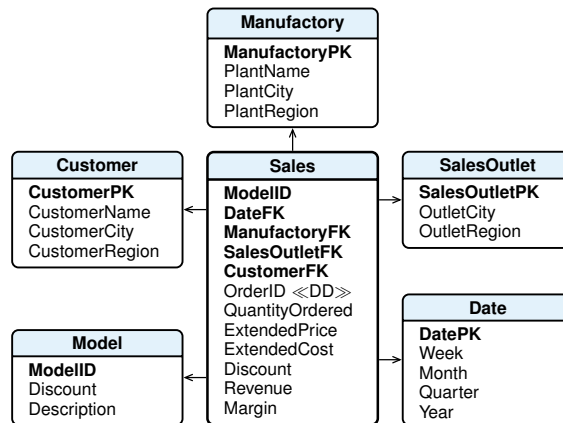 Manufactory
ManufactoryPK
PlantName
PlantCity
PlantRegion
Customer
CustomerPK
CustomerName
CustomerCity
CustomerRegion
Sales
ModelID
DateFK
ManufactoryFK
SalesOutletFK
CustomerFK
OrderID ≪DD≫
QuantityOrdered
ExtendedPrice
ExtendedCost
Discount
Revenue
Margin
SalesOutlet
SalesOutletPK
OutletCity
OutletRegion
Model
ModelID
Discount
Description
Date
DatePK
Week
Month
Quarter
Year